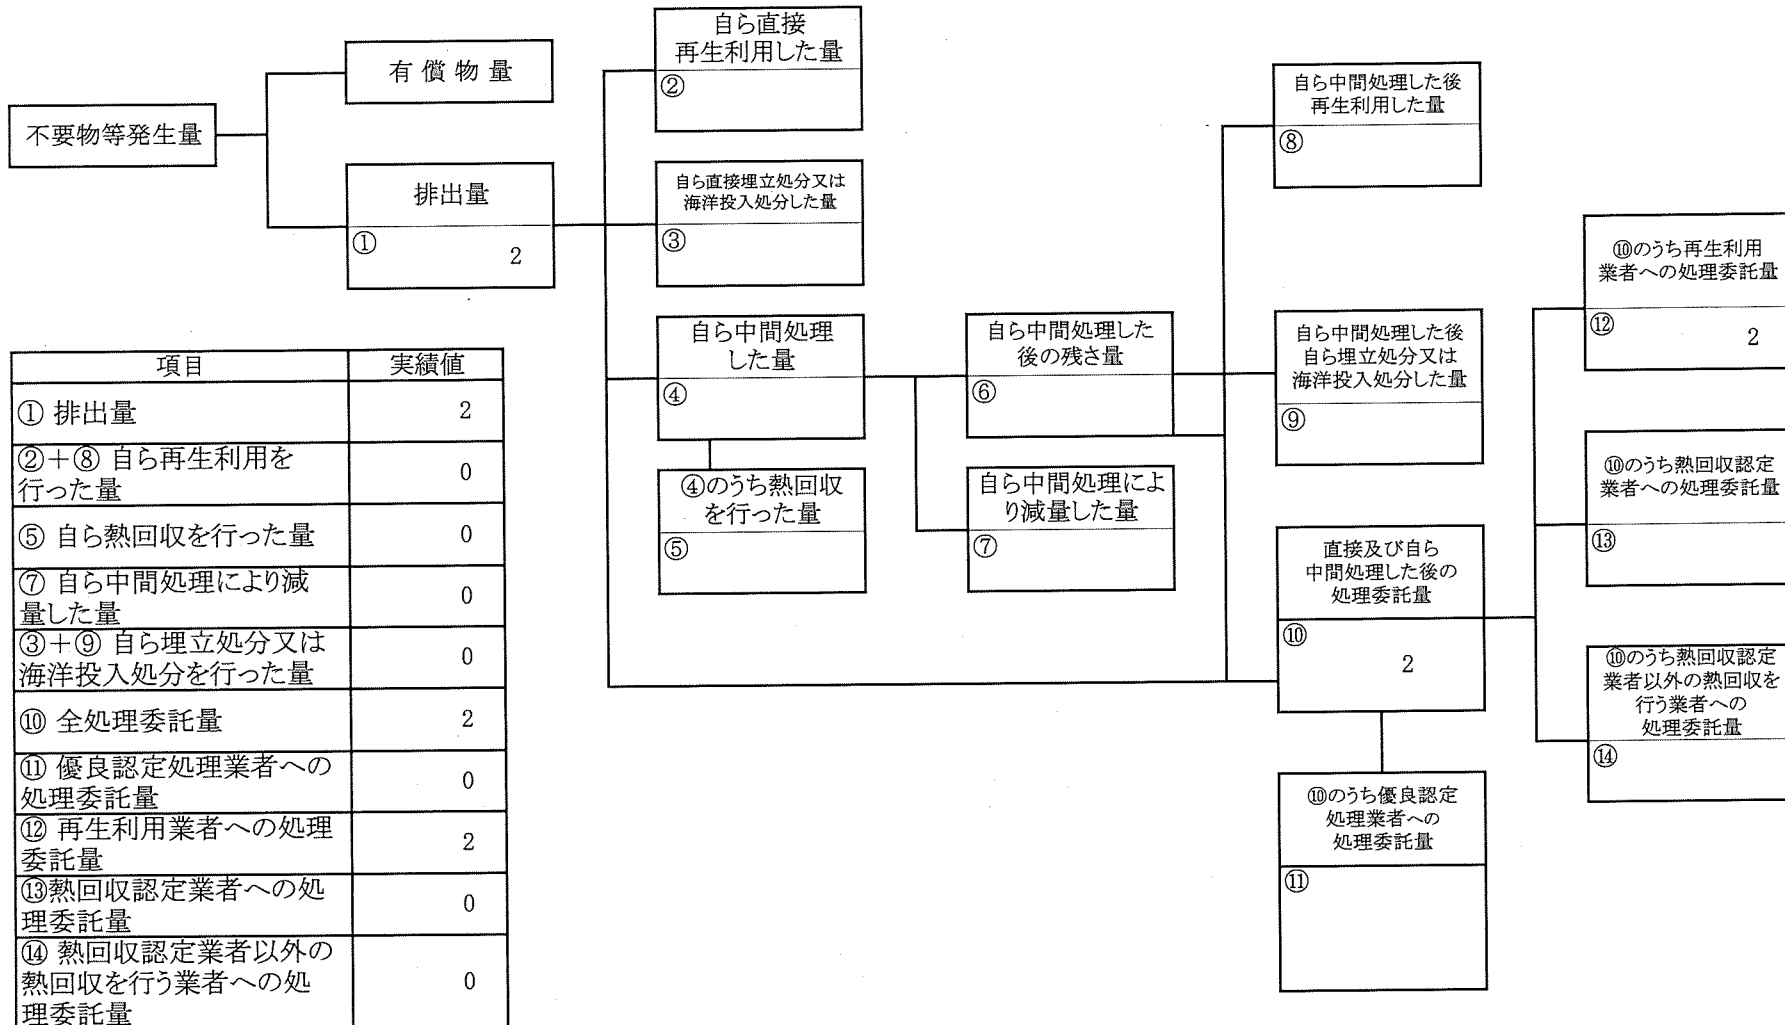 不要物等発生量
有償物量
排出量
①
2
自ら直接
再生利用した量
②
自ら直接埋立処分又は
海洋投入処分した量
③
自ら中間処理
した量
④
④のうち熱回収
を行った量
⑤
自ら中間処理した
後の残さ量
⑥
自ら中間処理によ
り減量した量
⑦
自ら中間処理した後
再生利用した量
⑧
自ら中間処理した後
自ら埋立処分又は
海洋投入処分した量
⑨
直接及び自ら
中間処理した後の
処理委託量
⑩
2
⑩のうち優良認定
処理業者への
処理委託量
⑪
⑩のうち再生利用
業者への処理委託量
⑫
2
⑩のうち熱回収認定
業者への処理委託量
⑬
⑩のうち熱回収認定
業者以外の熱回収を
行う業者への
処理委託量
⑭
項目 実績値
① 排出量 2
②+⑧ 自ら再生利用を
行った量 0
⑤ 自ら熱回収を行った量 0
⑦ 自ら中間処理により減
量した量 0
③+⑨ 自ら埋立処分又は
海洋投入処分を行った量 0
⑩ 全処理委託量 2
⑪ 優良認定処理業者への
処理委託量 0
⑫ 再生利用業者への処理
委託量 2
⑬熱回収認定業者への処
理委託量 0
⑭ 熱回収認定業者以外の
熱回収を行う業者への処 0
理委託量